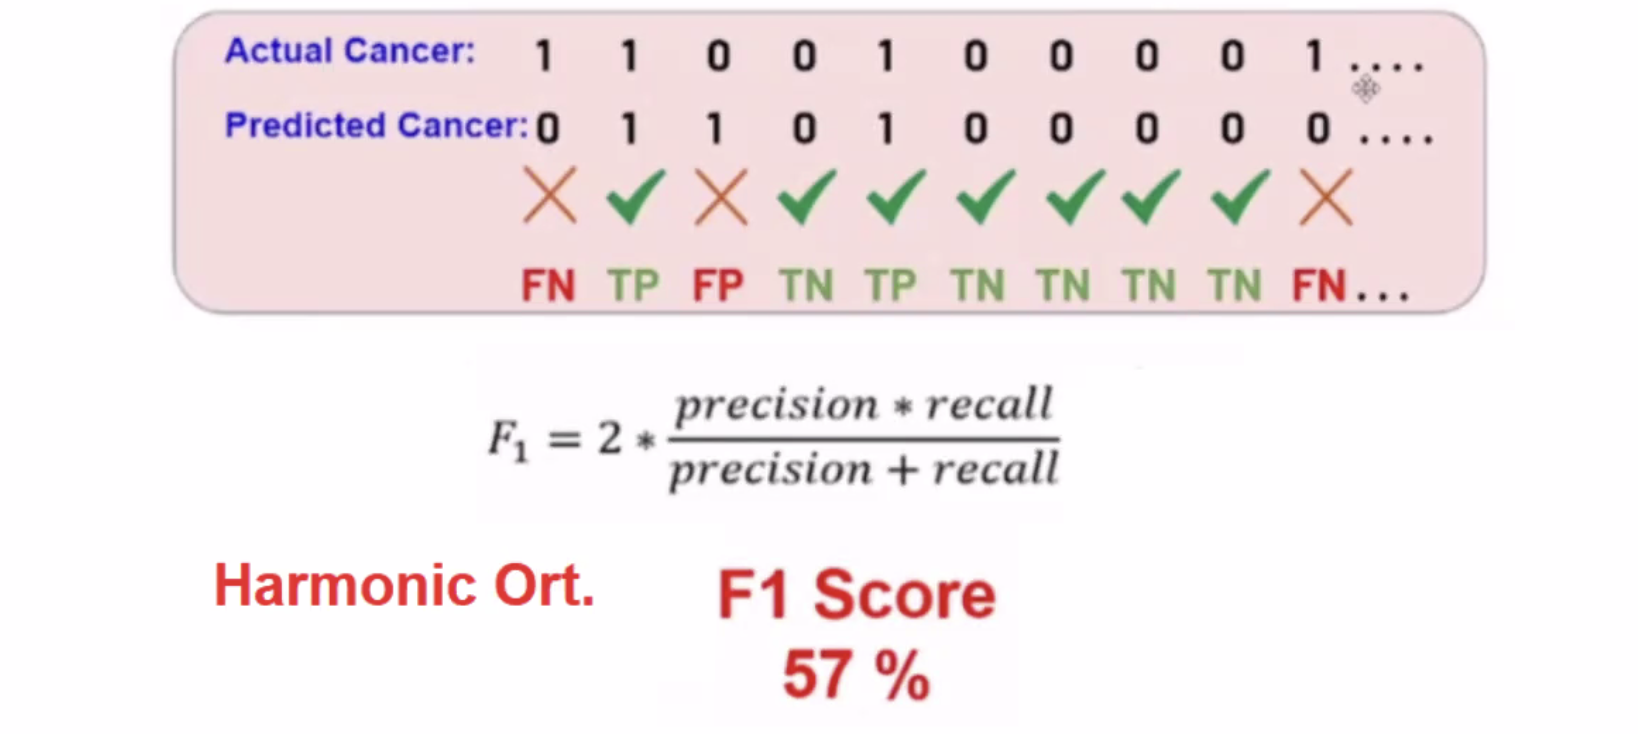 Actual Cancer: 1 1 0 0 1 0 0 0 0 1 ....
Predicted Cancer: 0 1 1 0 1 0 0 0 0 0 ....
FN TP FP TN TP TN TN TN TN FN ...
F₁ = 2 * (precision * recall) / (precision + recall)
Harmonic Ort.
F1 Score
57 %